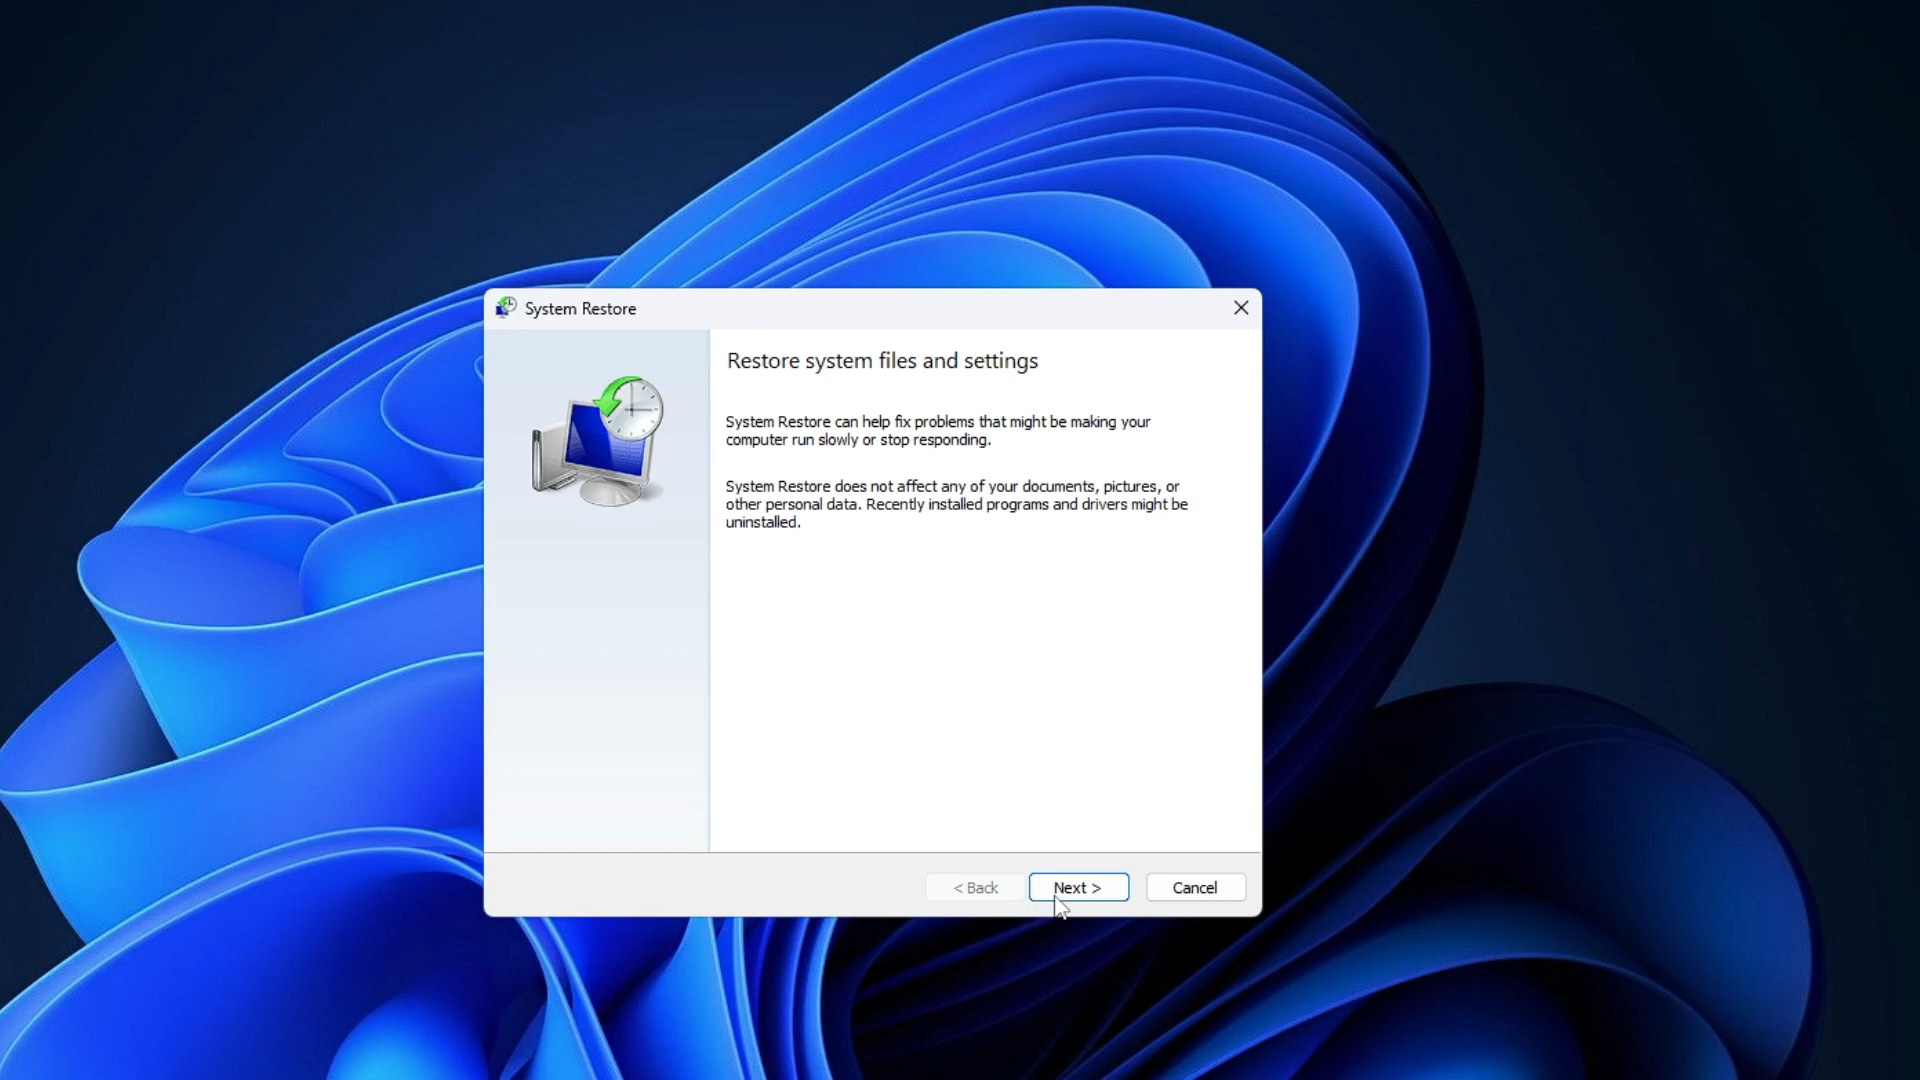 System Restore
Restore system files and settings
System Restore can help fix problems that might be making your
computer run slowly or stop responding.
System Restore does not affect any of your documents, pictures, or
other personal data. Recently installed programs and drivers might be
uninstalled.
< Back
Next >
Cancel